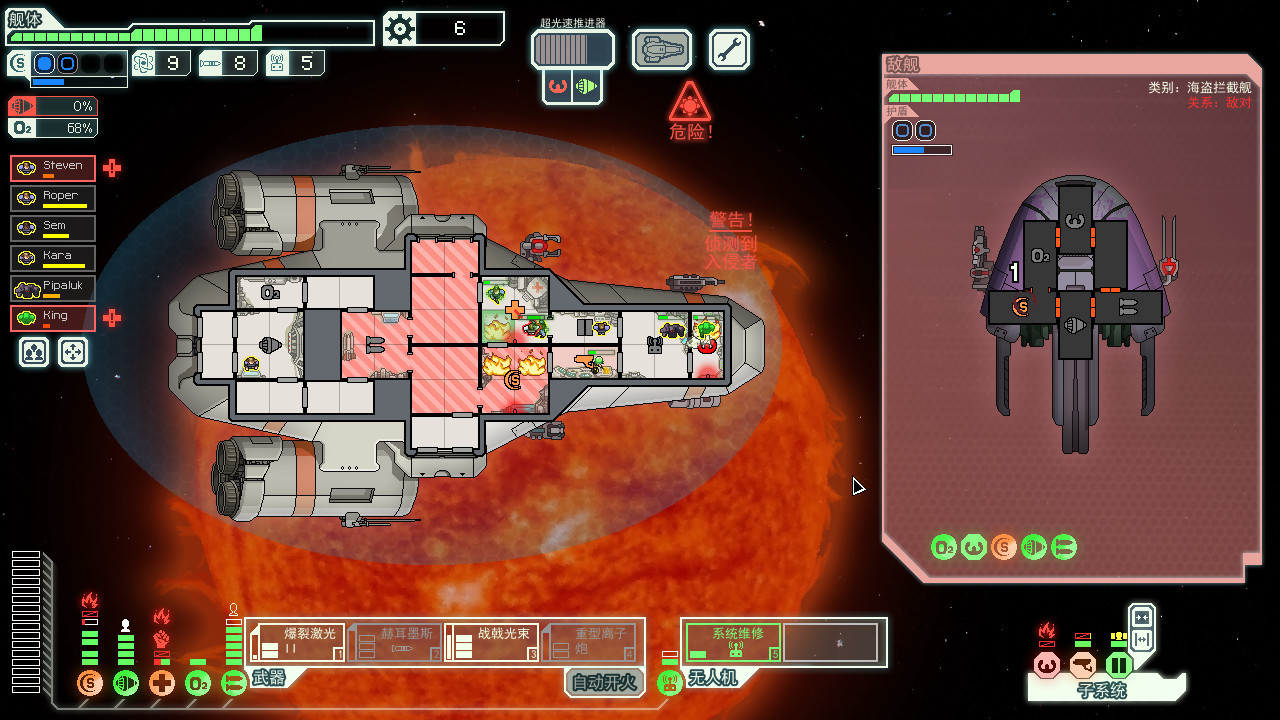 舰体
6
超光速推进器
9
8
5
0%
O2
68%
危险!
Steven
Roper
Sem
Kara
Pipaluk
King
警告!
侦测到
入侵者
敌舰
舰体
类别: 海盗拦截舰
关系: 敌对
护盾
O2
1
O2
O2
爆裂激光
II
1
赫耳墨斯
2
战戟光束
3
重型离子
炮
4
武器
自动开火
系统维修
5
无人机
O2
子系统